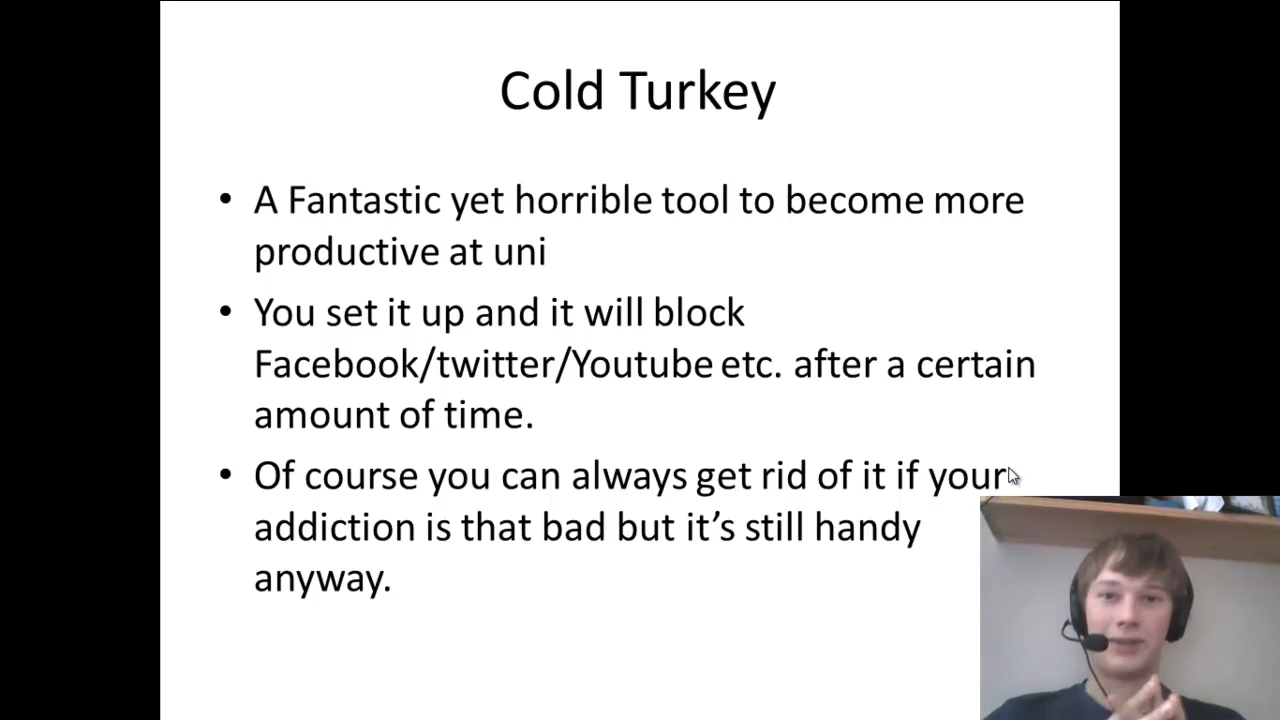 Cold Turkey
• A Fantastic yet horrible tool to become more
productive at uni
• You set it up and it will block
Facebook/twitter/Youtube etc. after a certain
amount of time.
• Of course you can always get rid of it if your
addiction is that bad but it’s still handy
anyway.